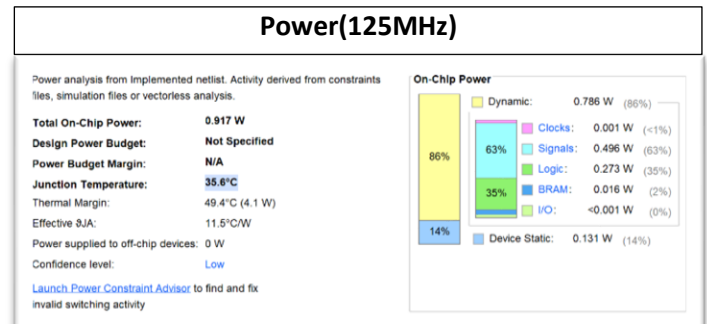 Power(125MHz)
Power analysis from Implemented netlist. Activity derived from constraints
files, simulation files or vectorless analysis.
Total On-Chip Power: 0.917 W
Design Power Budget: Not Specified
Power Budget Margin: N/A
Junction Temperature: 35.6°C
Thermal Margin: 49.4°C (4.1 W)
Effective ϑJA: 11.5°C/W
Power supplied to off-chip devices: 0 W
Confidence level: Low
Launch Power Constraint Advisor to find and fix
invalid switching activity
On-Chip Power
Dynamic: 0.786 W (86%)
Clocks: 0.001 W (<1%)
63% Signals: 0.496 W (63%)
86%
Logic: 0.273 W (35%)
35% BRAM: 0.016 W (2%)
I/O: <0.001 W (0%)
14%
Device Static: 0.131 W (14%)